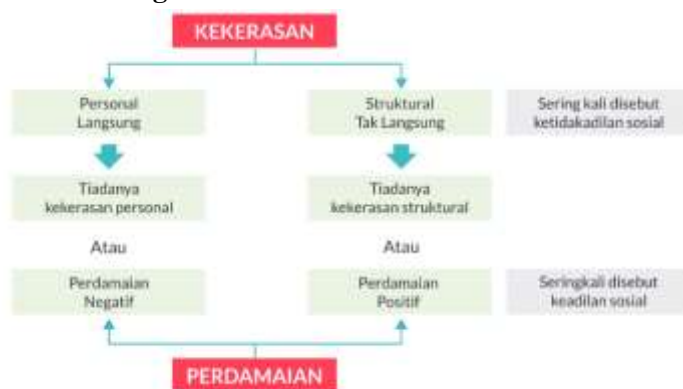 KEKERASAN
Personal
Langsung
Struktural
Tak Langsung
Sering kali disebut
ketidakadilan sosial
Tiadanya
kekerasan personal
Tiadanya
kekerasan struktural
Atau
Atau
Perdamaian
Negatif
Perdamaian
Positif
Seringkali disebut
keadilan sosial
PERDAMAIAN